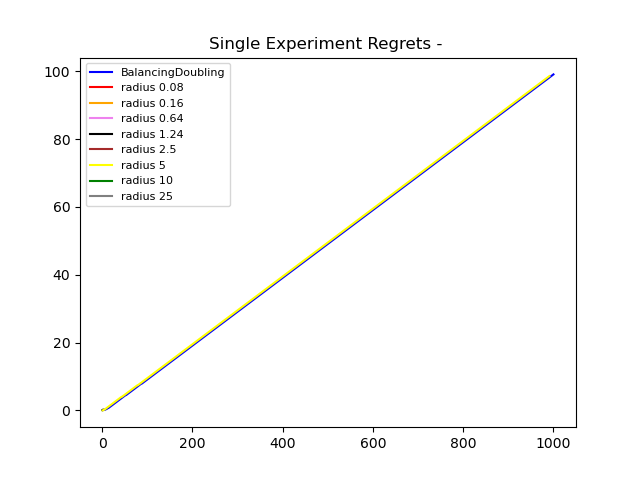 Single Experiment Regrets -
100
80
60
40
20
0
BalancingDoubling
radius 0.08
radius 0.16
radius 0.64
radius 1.24
radius 2.5
radius 5
radius 10
radius 25
0 200 400 600 800 1000